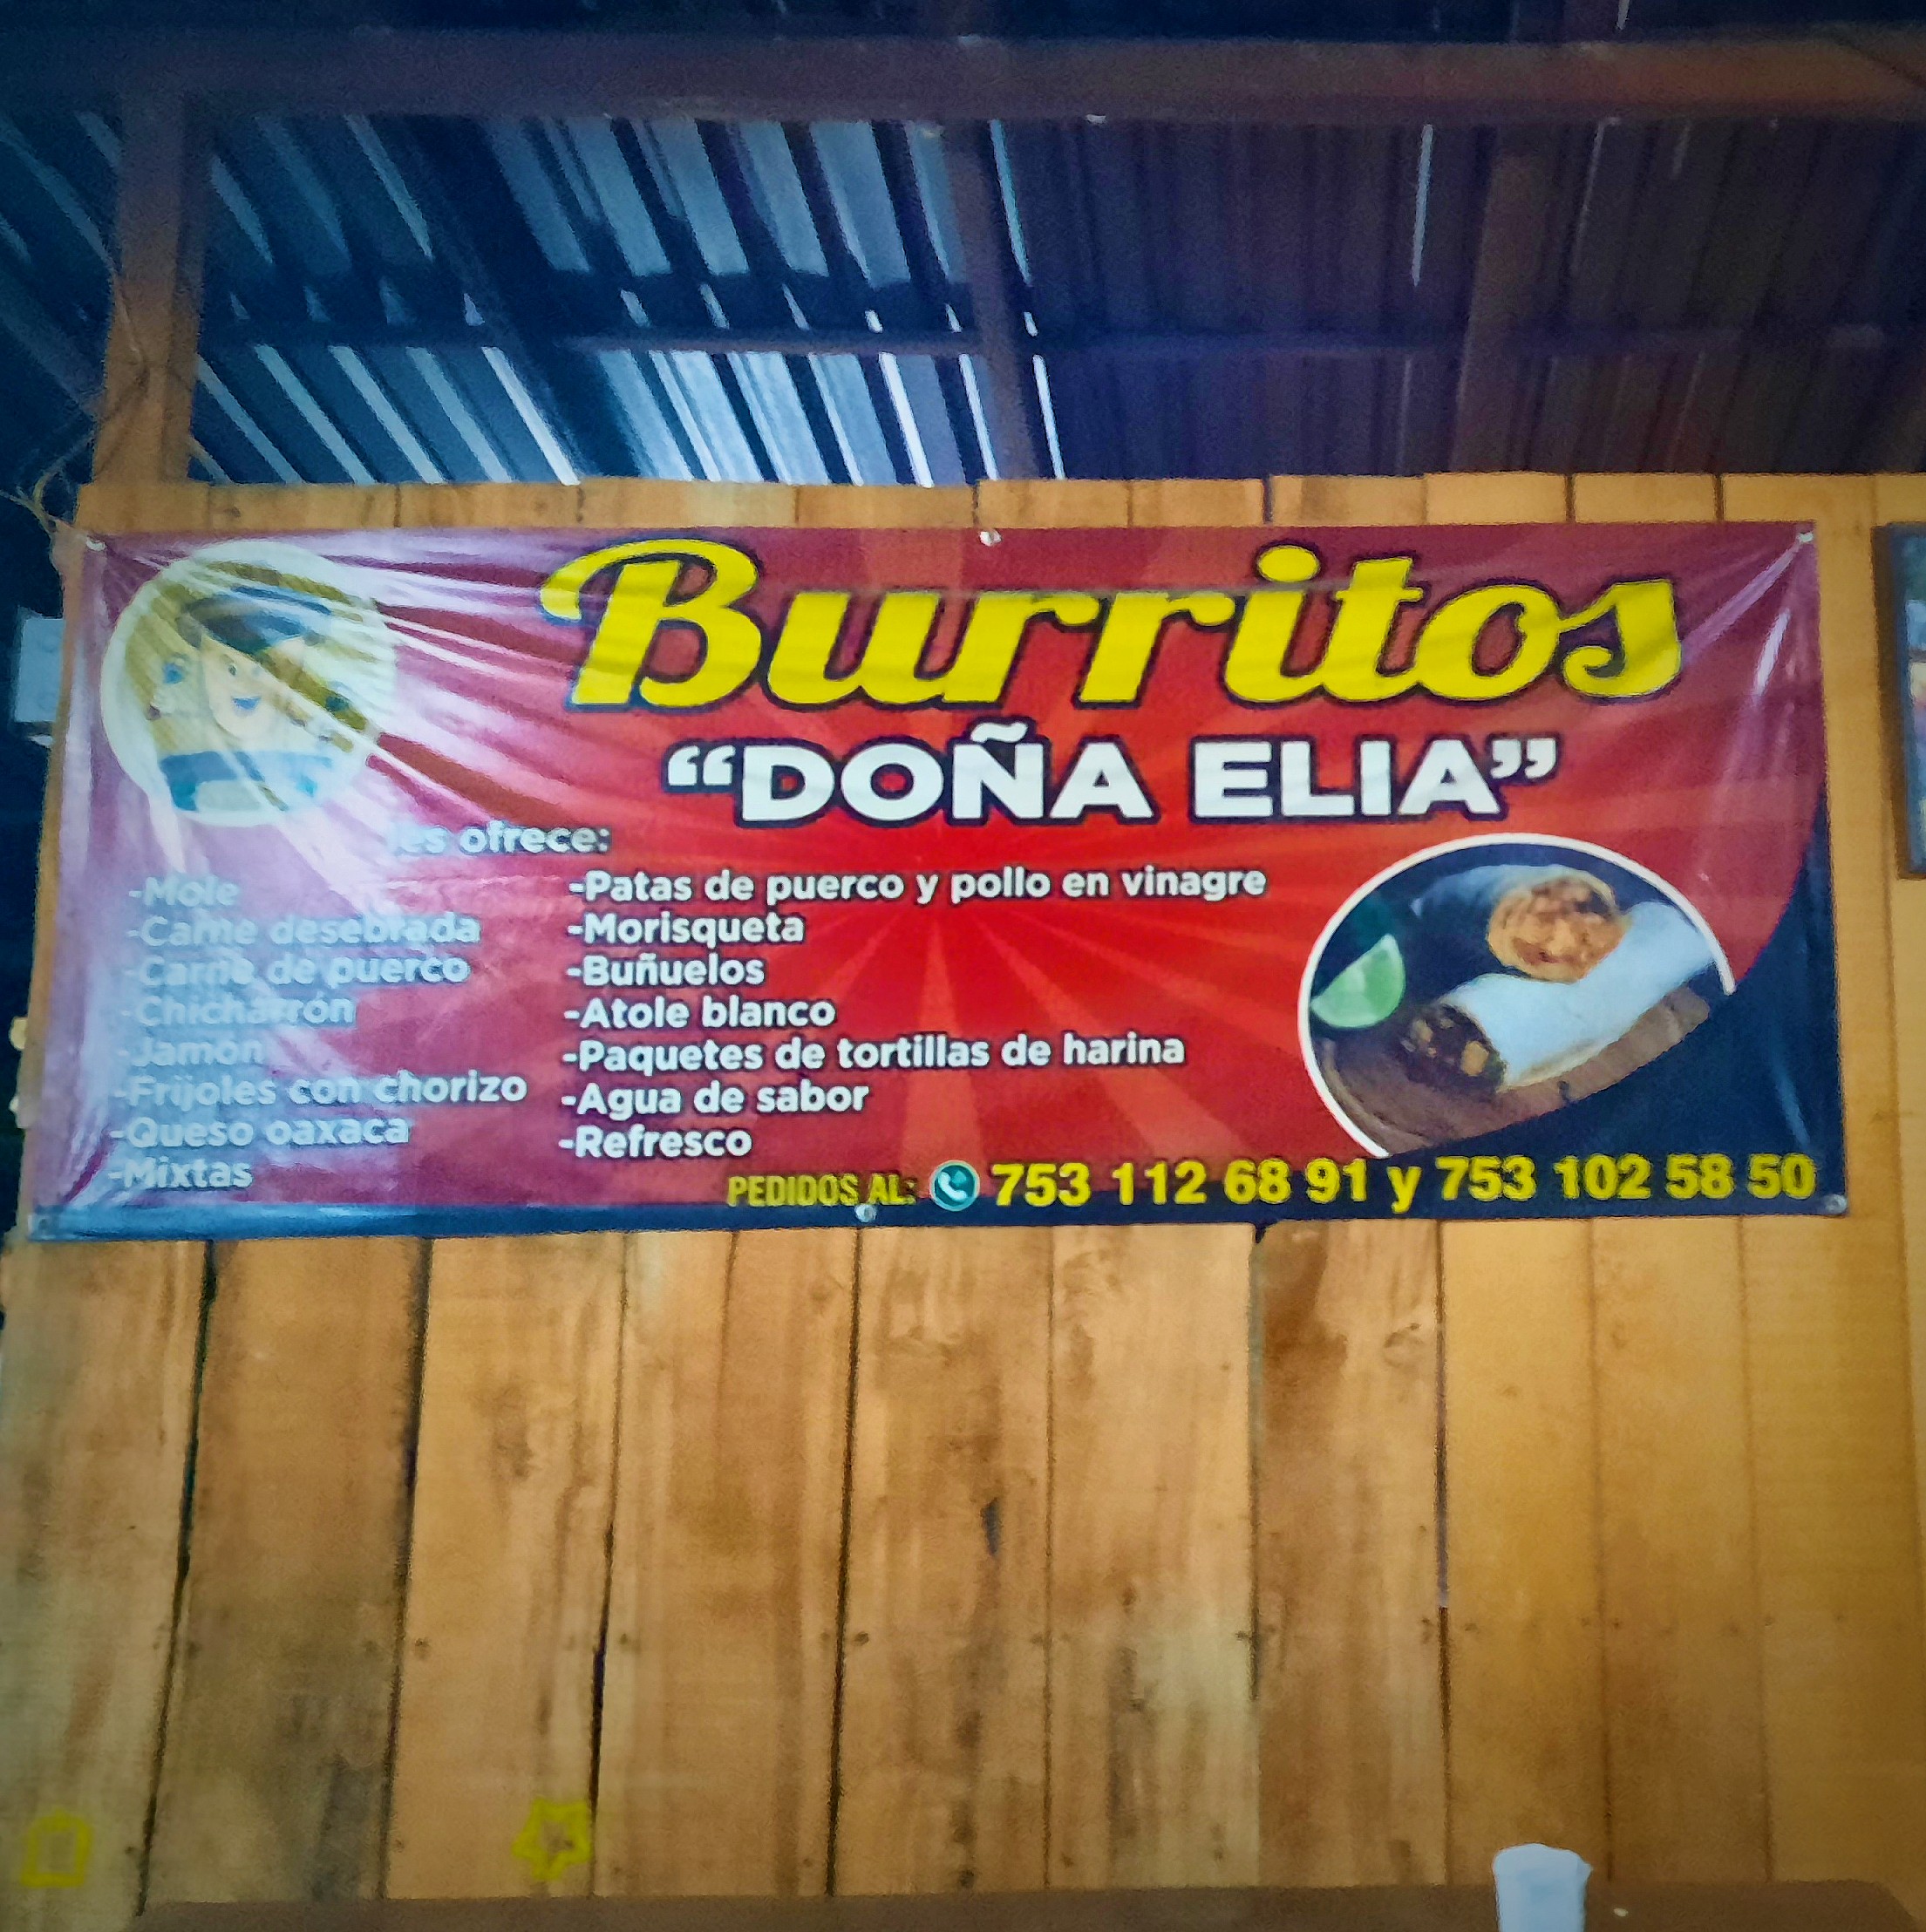 Burritos
“DOÑA ELIA”
les ofrece:
-Mole
-Carne desebrada
-Carne de puerco
-Chicharrón
-Jamón
-Frijoles con chorizo
-Queso oaxaca
-Mixtas
-Patas de puerco y pollo en vinagre
-Morisqueta
-Buñuelos
-Atole blanco
-Paquetes de tortillas de harina
-Agua de sabor
-Refresco
PEDIDOS AL: 753 112 68 91 y 753 102 58 50